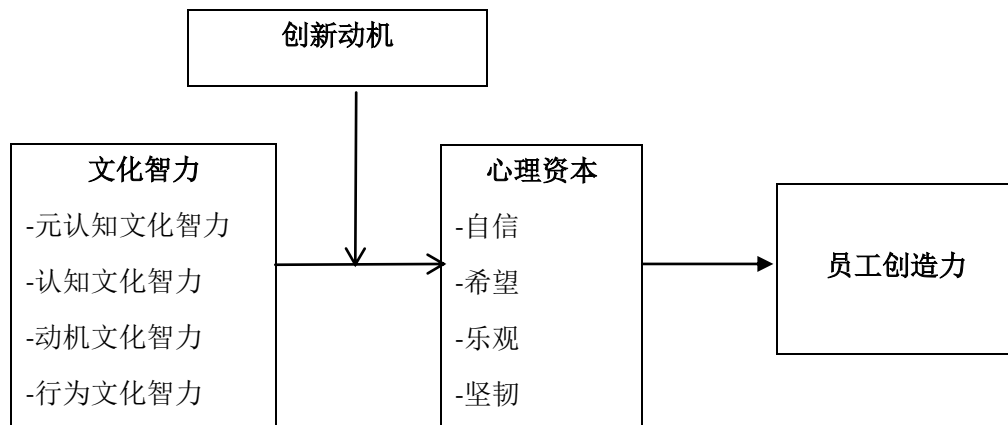 创新动机
文化智力
-元认知文化智力
-认知文化智力
-动机文化智力
-行为文化智力
心理资本
-自信
-希望
-乐观
-坚韧
员工创造力